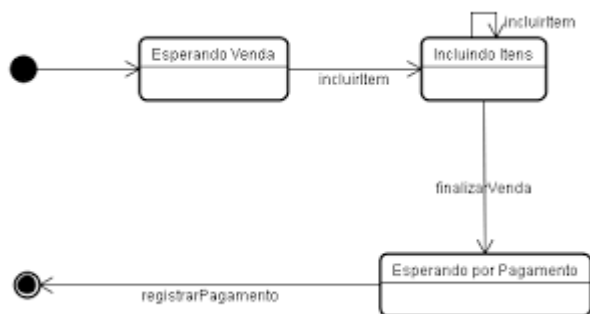 incluirItem
Esperando Venda
Incluindo Itens
incluirItem
finalizarVenda
Esperando por Pagamento
registrarPagamento